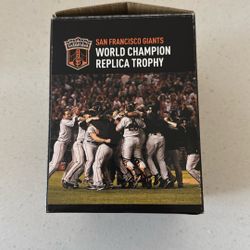 SAN FRANCISCO GIANTS
WORLD CHAMPION
REPLICA TROPHY